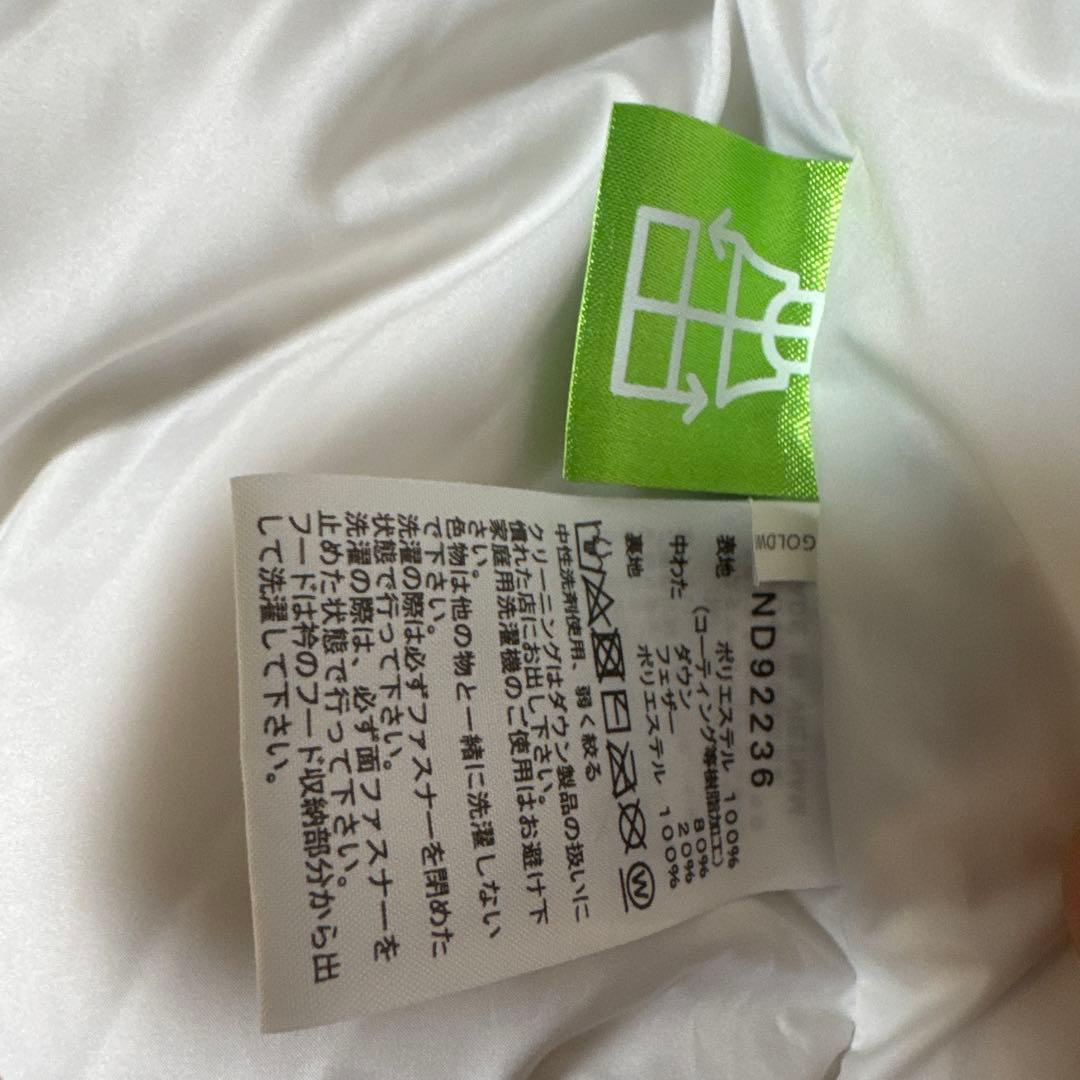 GOLDW
ND92236
表地 ポリエステル 100%
(コーティング等樹脂加工)
中わた ダウン 80%
フェザー 20%
裏地 ポリエステル 100%
W
中性洗剤使用、弱く絞る
クリーニングはダウン製品の扱いに
慣れた店にお出し下さい。
家庭用洗濯機のご使用はお避け下
さい。
色物は他の物と一緒に洗濯しない
で下さい。
洗濯の際は必ずファスナーを閉めた
状態で行って下さい。
洗濯の際は、必ず面ファスナーを
止めた状態で行って下さい。
フードは衿のフード収納部分から出
して洗濯して下さい。